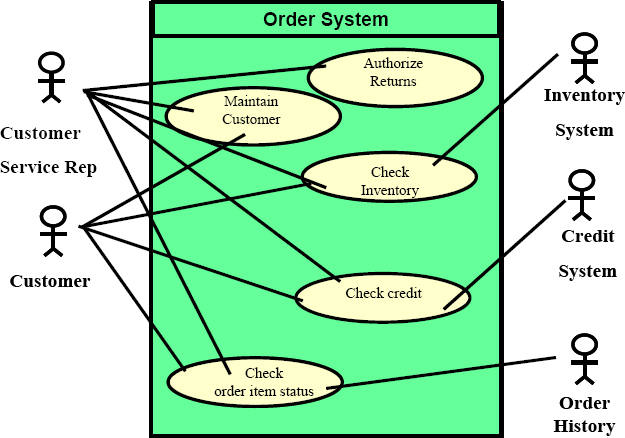 Order System
Authorize
Returns
Maintain
Customer
Check
Inventory
Check credit
Check
order item status
Customer
Service Rep
Customer
Inventory
System
Credit
System
Order
History